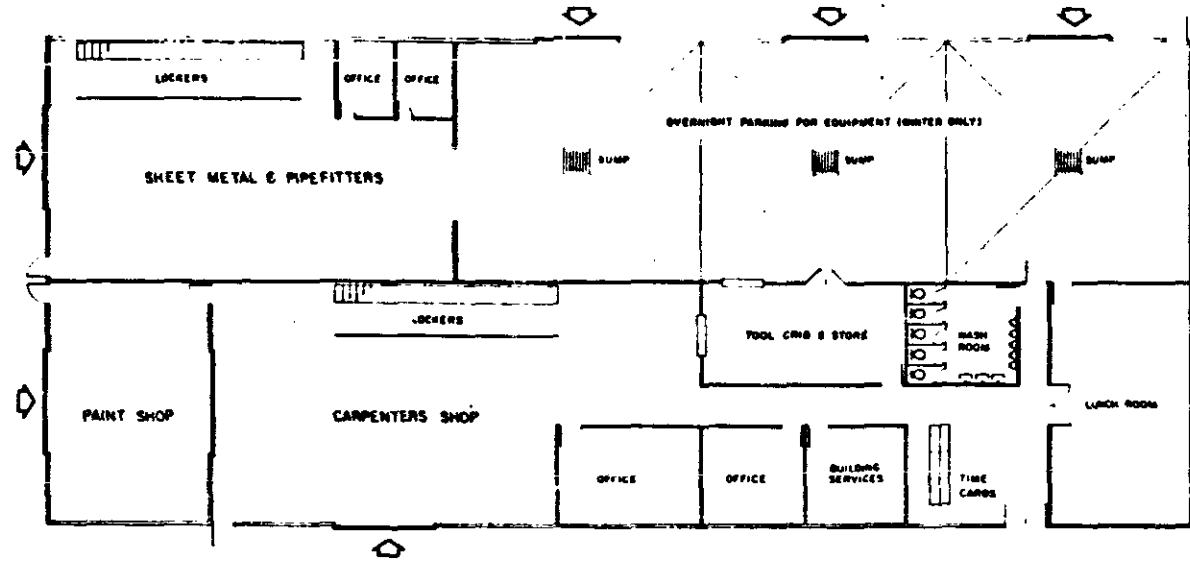 LOCKERS
OFFICE
OFFICE
OVERNIGHT PARKING FOR EQUIPMENT (WINTER ONLY)
SUMP
SUMP
SUMP
SHEET METAL & PIPEFITTERS
LOCKERS
TOOL CRIB & STORE
WASH
ROOM
PAINT SHOP
CARPENTERS SHOP
LUNCH ROOM
OFFICE
OFFICE
BUILDING
SERVICES
TIME
CARDS